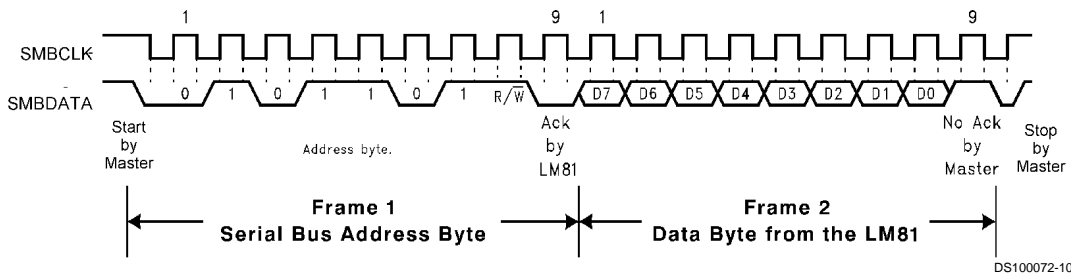 1 9 1 9
SMBCLK
SMBDATA 0 1 0 1 1 0 1 R/W̅ D7 D6 D5 D4 D3 D2 D1 D0
Start
by
Master
Address byte.
Ack
by
LM81
No Ack
by
Master
Stop
by
Master
Frame 1
Serial Bus Address Byte
Frame 2
Data Byte from the LM81
DS100072-10